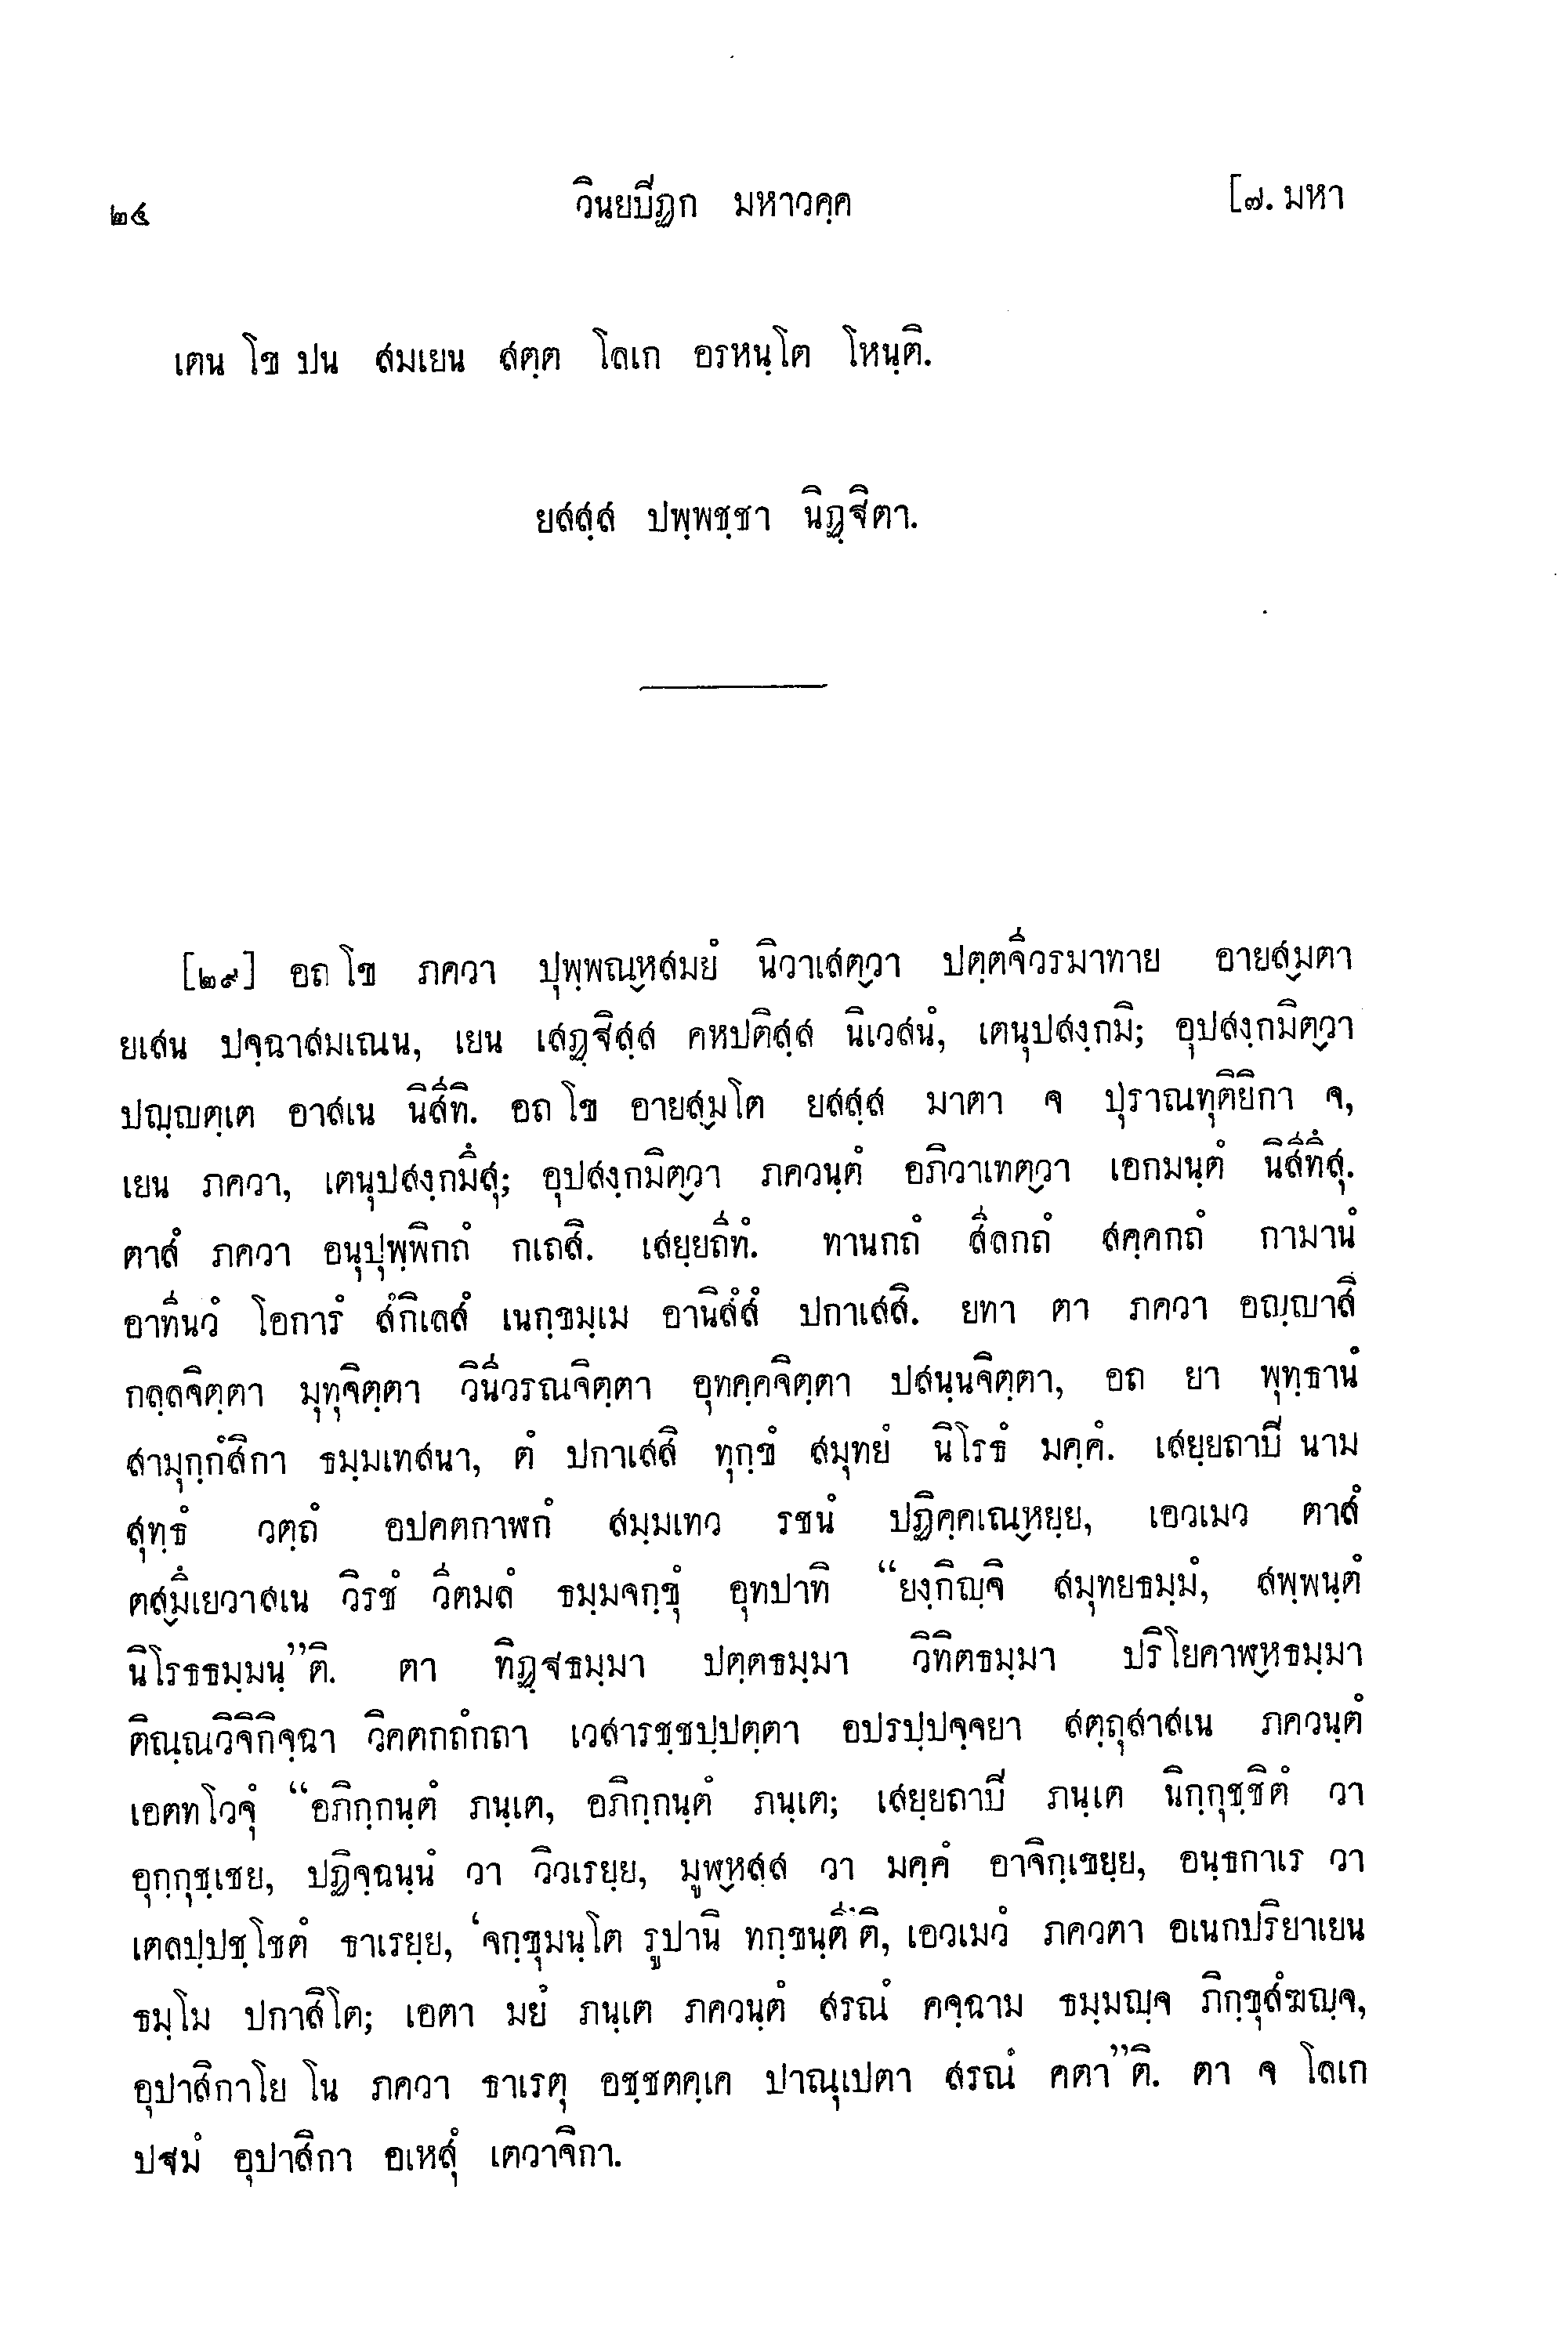 ๒๕ วินยปิฏก มหาวคฺค [๗. มหา
เตน โข ปน สมเยน สตฺต โลเก อรหนฺโต โหนฺติ.
ยสสฺส ปพฺพชฺชา นิฏฺฐิตา.
[๒๙] อถ โข ภควา ปุพฺพณฺหสมยํ นิวาเสตฺวา ปตฺตจีวรมาทาย อายสฺมตา
ยเสน ปจฺฉาสมเณน, เยน เสฏฺฐิสฺส คหปติสฺส นิเวสนํ, เตนุปสงฺกมิ; อุปสงฺกมิตฺวา
ปญฺญตฺเต อาสเน นิสีทิ. อถ โข อายสฺมโต ยสสฺส มาตา จ ปุราณทุติยิกา จ,
เยน ภควา, เตนุปสงฺกมึสุ; อุปสงฺกมิตฺวา ภควนฺตํ อภิวาเทตฺวา เอกมนฺตํ นิสีทึสุ.
ตาสํ ภควา อนุปุพฺพิกถํ กเถสิ. เสยฺยถีทํ. ทานกถํ สีลกถํ สคฺคกถํ กามานํ
อาทีนวํ โอการํ สํกิเลสํ เนกฺขมฺเม อานิสํสํ ปกาเสสิ. ยทา ตา ภควา อญฺญาสิ
กลฺลจิตฺตา มุทุจิตฺตา วินีวรณจิตฺตา อุทคฺคจิตฺตา ปสนฺนจิตฺตา, อถ ยา พุทฺธานํ
สามุกฺกํสิกา ธมฺมเทสนา, ตํ ปกาเสสิ ทุกฺขํ สมุทยํ นิโรธํ มคฺคํ. เสยฺยถาปิ นาม
สุทฺธํ วตฺถํ อปคตกาฬกํ สมฺมเทว รชนํ ปฏิคฺคเณฺหยฺย, เอวเมว ตาสํ
ตสฺมึเยวาสเน วิรชํ วีตมลํ ธมฺมจกฺขุํ อุทปาทิ “ยงฺกิญฺจิ สมุทยธมฺมํ, สพฺพนฺตํ
นิโรธธมฺมนฺ”ติ. ตา ทิฏฺฐธมฺมา ปตฺตธมฺมา วิทิตธมฺมา ปริโยคาฬฺหธมฺมา
ติณฺณวิจิกิจฺฉา วิคตกถํกถา เวสารชฺชปฺปตฺตา อปรปฺปจฺจยา สตฺถุสาสเน ภควนฺตํ
เอตทโวจุํ “อภิกฺกนฺตํ ภนฺเต, อภิกฺกนฺตํ ภนฺเต; เสยฺยถาปิ ภนฺเต นิกฺกุชฺชิตํ วา
อุกฺกุชฺเชย, ปฏิจฺฉนฺนํ วา วิวเรยฺย, มูฬฺหสฺส วา มคฺคํ อาจิกฺเขยฺย, อนฺธกาเร วา
เตลปฺปชฺโชตํ ธาเรยฺย, ‘จกฺขุมนฺโต รูปานิ ทกฺขนฺตี’ติ, เอวเมวํ ภควตา อเนกปริยาเยน
ธมฺโม ปกาสิโต; เอตา มยํ ภนฺเต ภควนฺตํ สรณํ คจฺฉาม ธมฺมญฺจ ภิกฺขุสํฆญฺจ,
อุปาสิกาโย โน ภควา ธาเรตุ อชฺชตคฺเค ปาณุเปตา สรณํ คตา”ติ. ตา จ โลเก
ปฐมํ อุปาสิกา อเหสุํ เตวาจิกา.